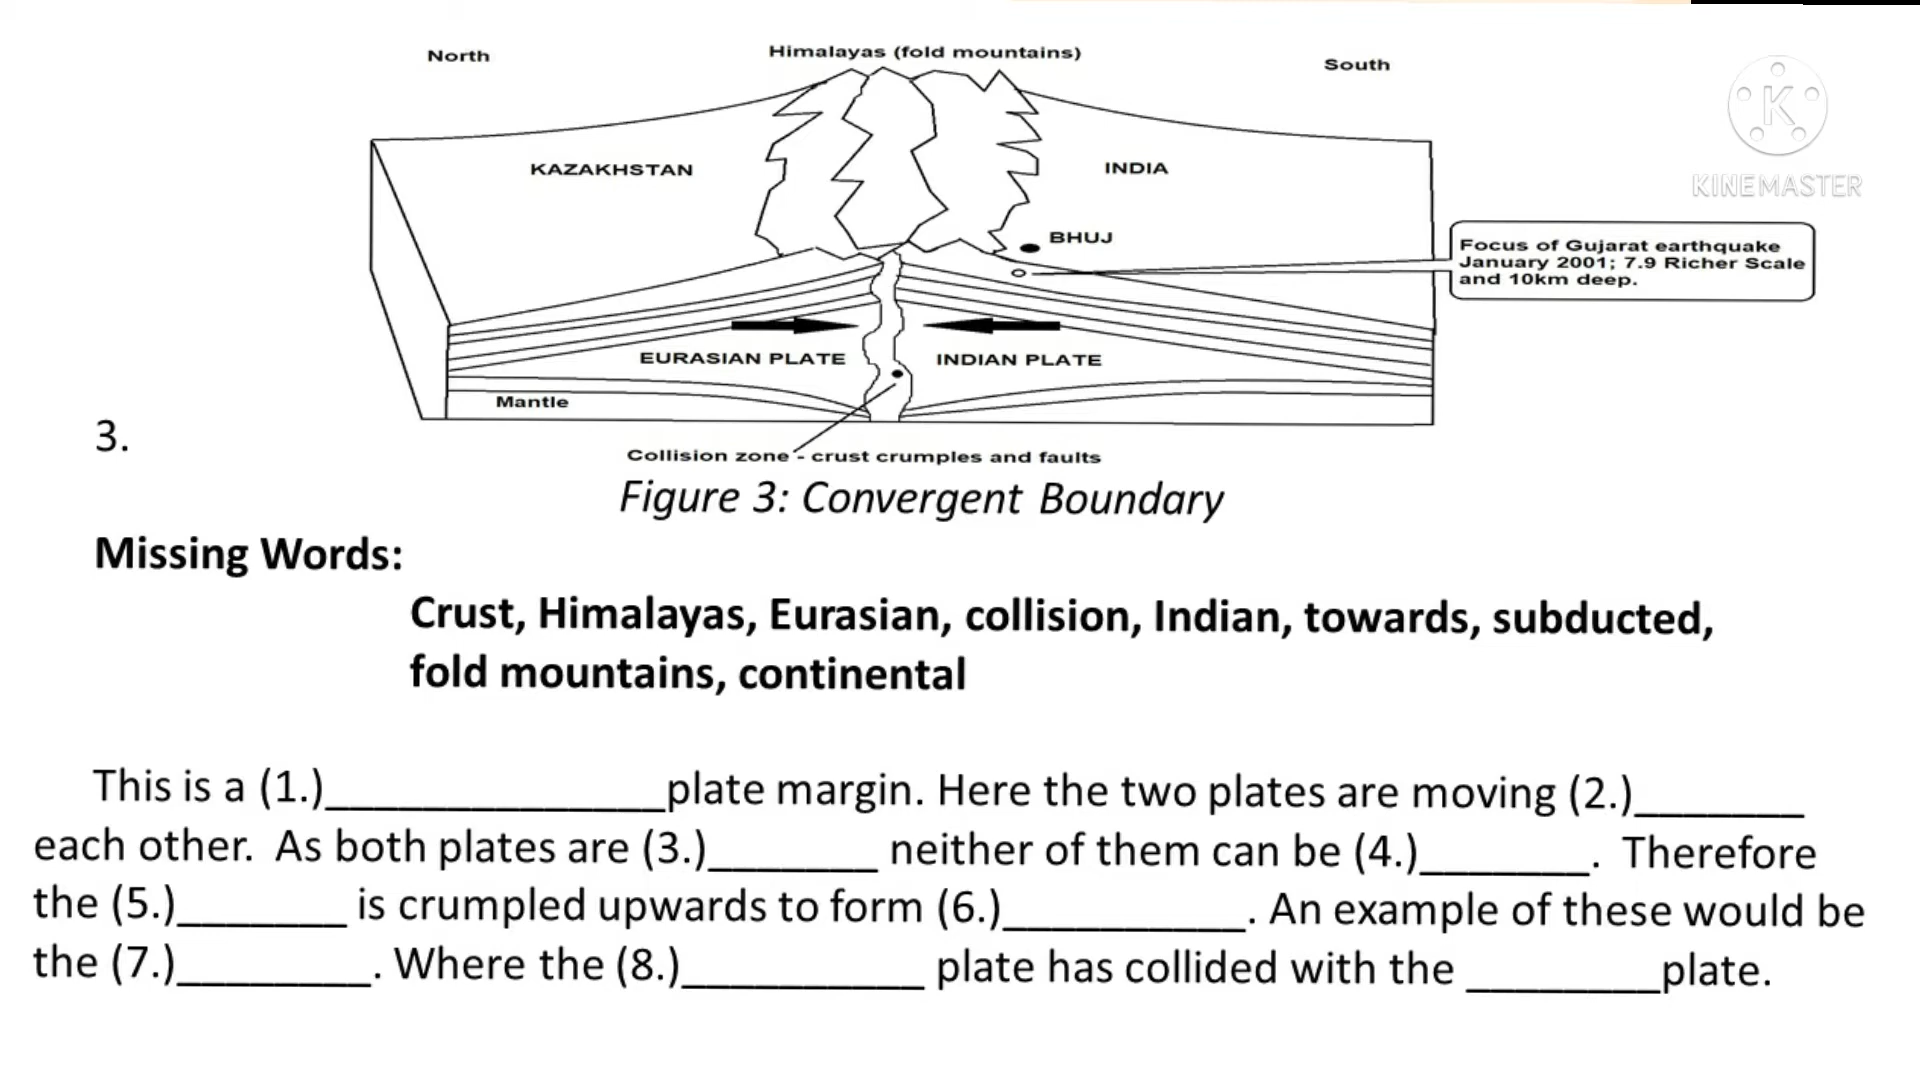 North
Himalayas (fold mountains)
South
K
KINEMASTER
KAZAKHSTAN
INDIA
BHUJ
Focus of Gujarat earthquake
January 2001; 7.9 Richer Scale
and 10km deep.
EURASIAN PLATE
INDIAN PLATE
Mantle
3.
Collision zone - crust crumples and faults
Figure 3: Convergent Boundary
Missing Words:
Crust, Himalayas, Eurasian, collision, Indian, towards, subducted,
fold mountains, continental
This is a (1.)______________plate margin. Here the two plates are moving (2.)_______
each other. As both plates are (3.)_______ neither of them can be (4.)_______. Therefore
the (5.)_______ is crumpled upwards to form (6.)__________. An example of these would be
the (7.)________. Where the (8.)__________ plate has collided with the ________plate.